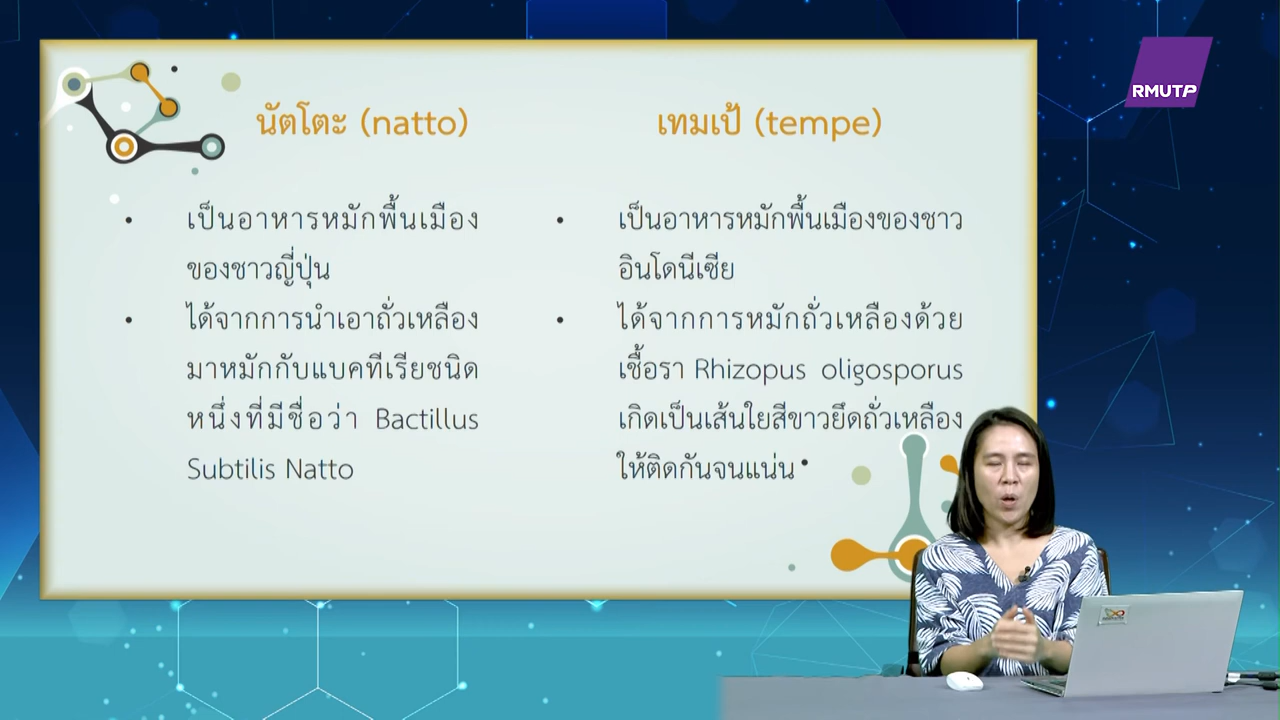 RMUTP
นัตโตะ (natto)
• เป็นอาหารหมักพื้นเมือง
ของชาวญี่ปุ่น
• ได้จากการนำเอาถั่วเหลือง
มาหมักกับแบคทีเรียชนิด
หนึ่งที่มีชื่อว่า Bactillus
Subtilis Natto
เทมเป้ (tempe)
• เป็นอาหารหมักพื้นเมืองของชาว
อินโดนีเซีย
• ได้จากการหมักถั่วเหลืองด้วย
เชื้อรา Rhizopus oligosporus
เกิดเป็นเส้นใยสีขาวยึดถั่วเหลือง
ให้ติดกันจนแน่น